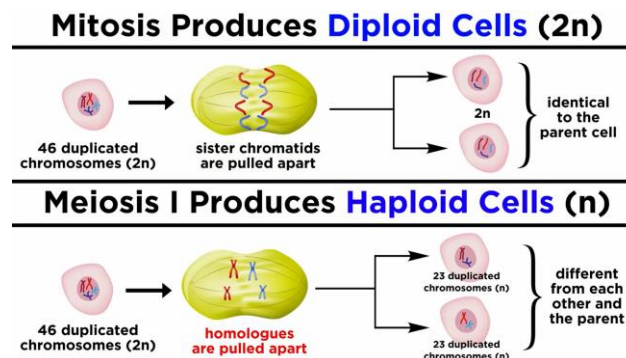 Mitosis Produces Diploid Cells (2n)
46 duplicated
chromosomes (2n)
sister chromatids
are pulled apart
2n
identical
to the
parent cell
Meiosis I Produces Haploid Cells (n)
46 duplicated
chromosomes (2n)
homologues
are pulled apart
23 duplicated
chromosomes (n)
23 duplicated
chromosomes (n)
different
from each
other and
the parent